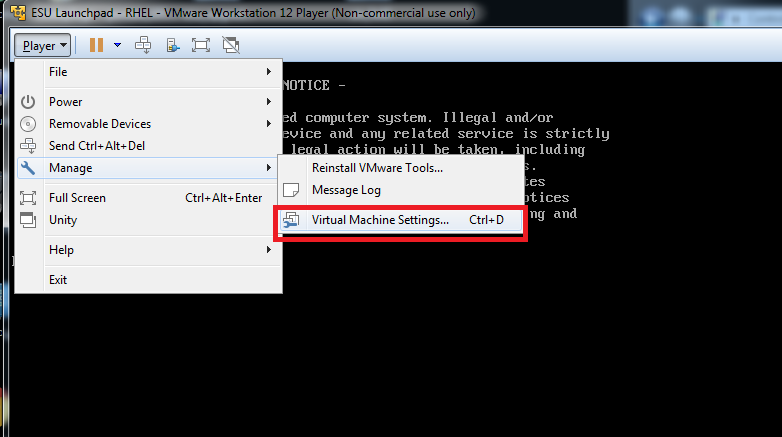 ESU Launchpad - RHEL - VMware Workstation 12 Player (Non-commercial use only)
Player
File
Power
Removable Devices
Send Ctrl+Alt+Del
Manage
Full Screen Ctrl+Alt+Enter
Unity
Help
Exit
Reinstall VMware Tools...
Message Log
Virtual Machine Settings... Ctrl+D
NOTICE -
ed computer system. Illegal and/or
evice and any related service is strictly
legal action will be taken, including
s.
tes
otices
ng and